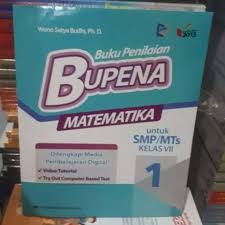 Wono Setya Budhi, Ph. D.
Buku Penilaian
BUPENA
MATEMATIKA
untuk
SMP/MTs
KELAS VII
1
Dilengkapi Media
Pembelajaran Digital
Video Tutorial
Try Out Computer Based Test